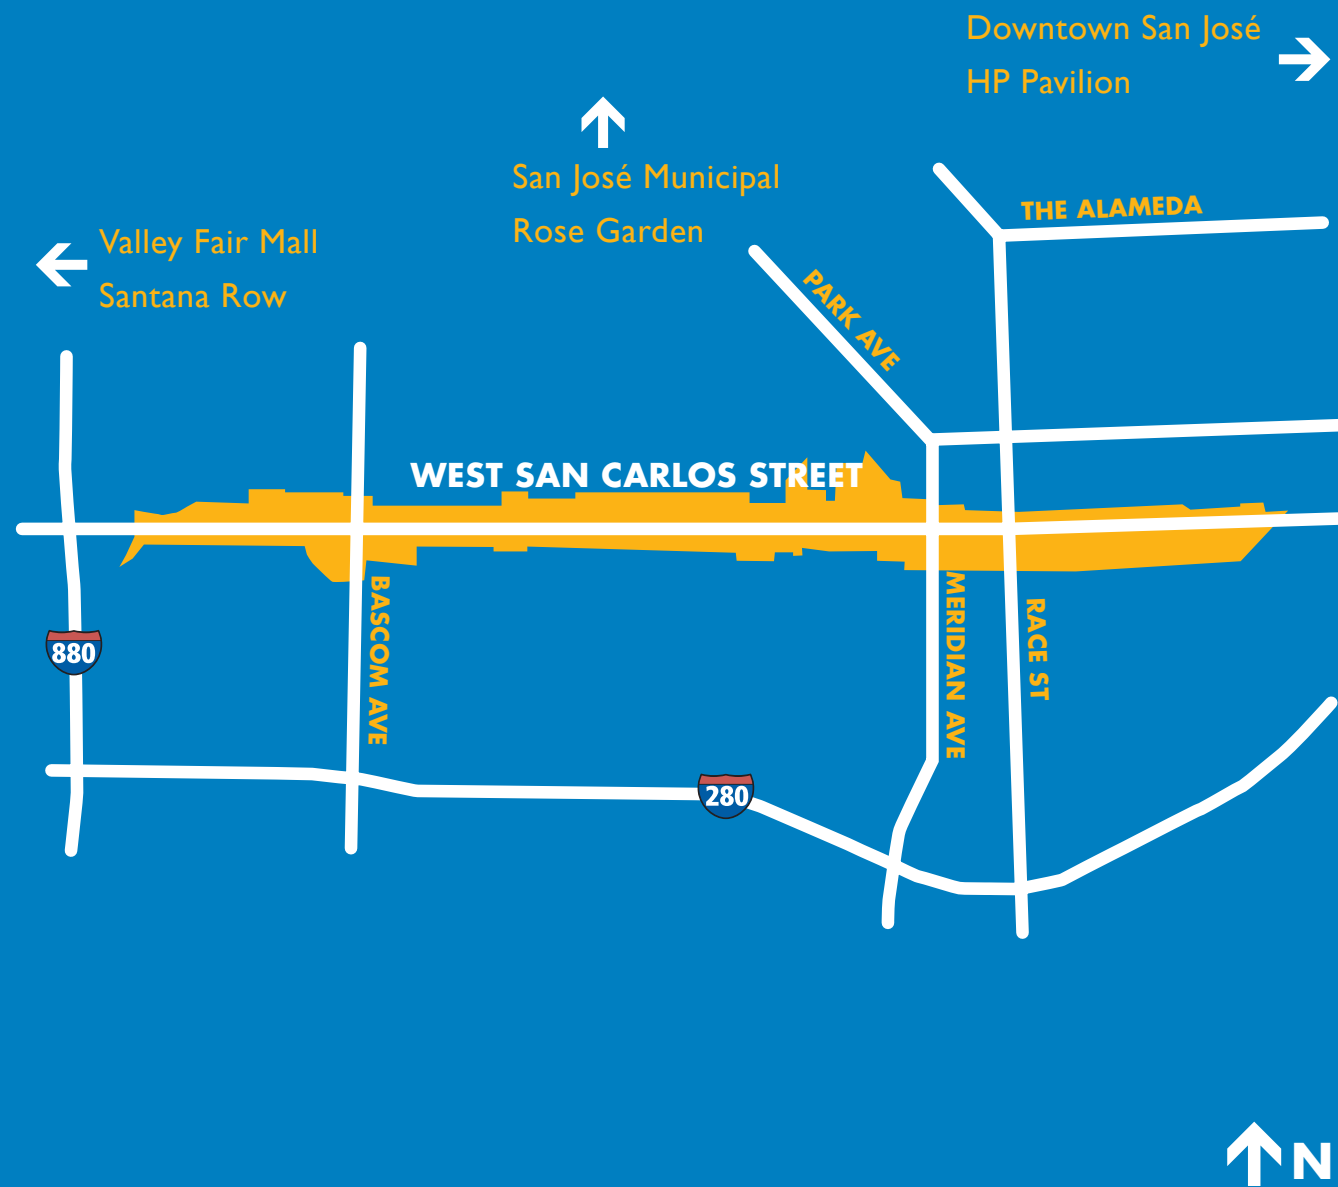 Downtown San José
HP Pavilion
San José Municipal
Rose Garden
THE ALAMEDA
Valley Fair Mall
Santana Row
PARK AVE
WEST SAN CARLOS STREET
BASCOM AVE
MERIDIAN AVE
RACE ST
880
280
N